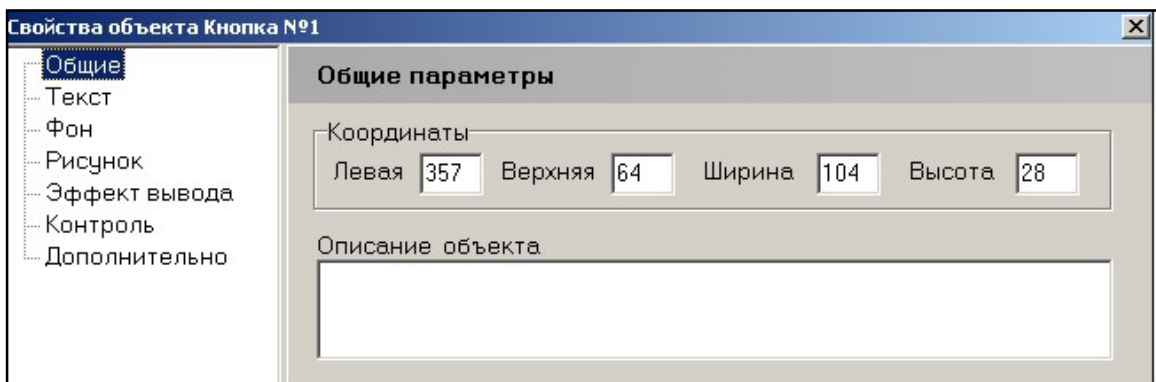 Свойства объекта Кнопка №1
Общие
Текст
Фон
Рисунок
Эффект вывода
Контроль
Дополнительно
Общие параметры
Координаты
Левая 357 Верхняя 64 Ширина 104 Высота 28
Описание объекта